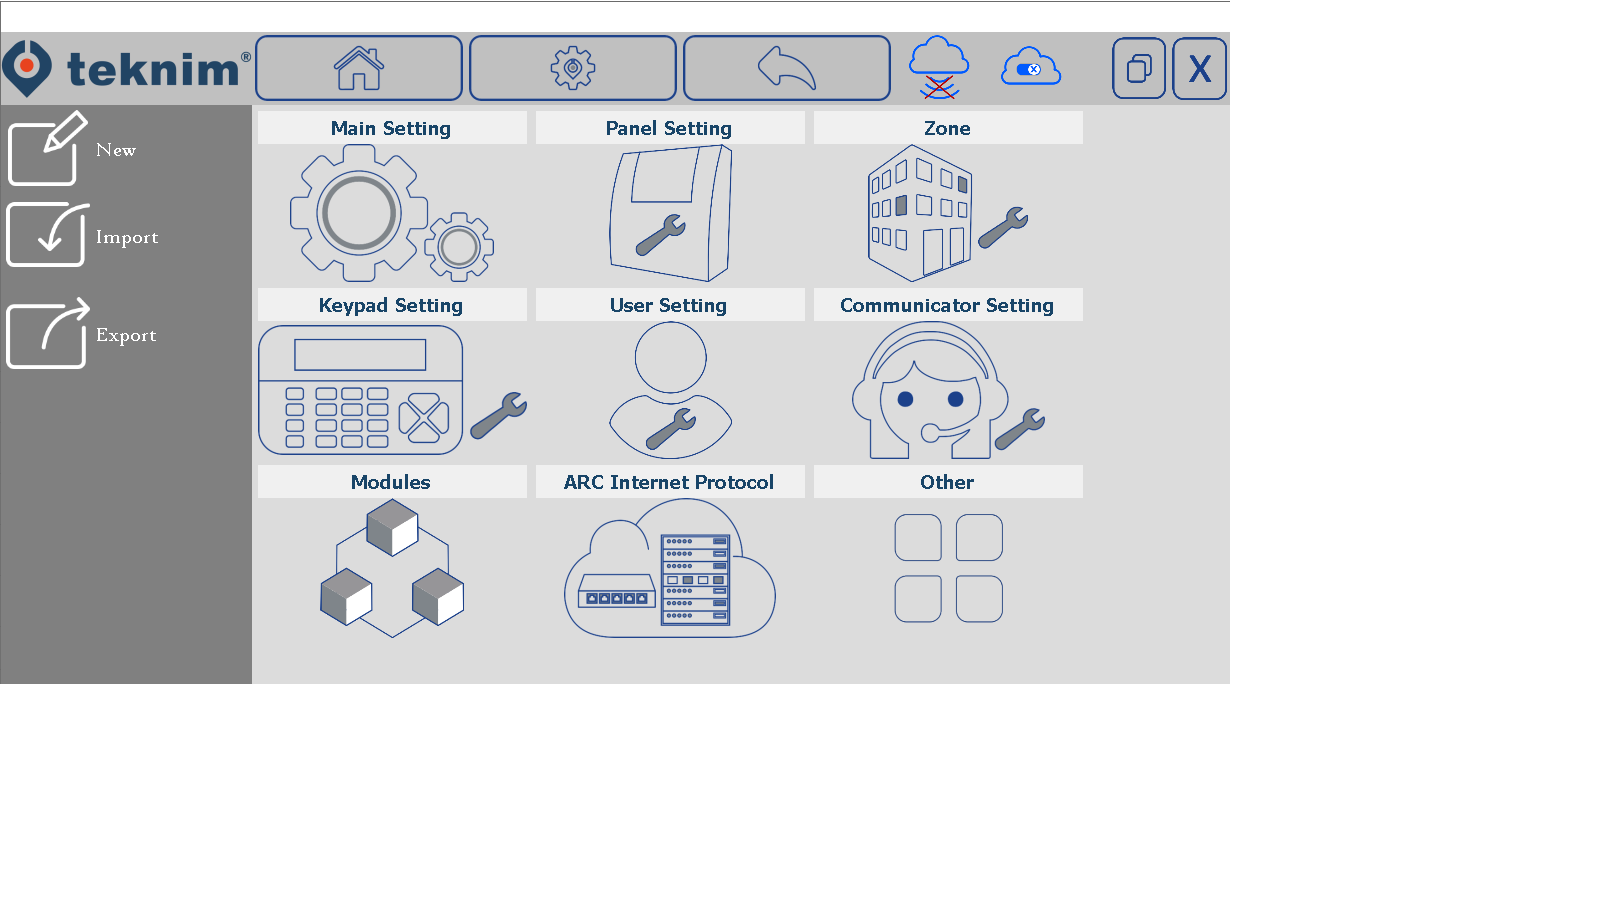 teknim®
X
New
Import
Export
Main Setting
Panel Setting
Zone
Keypad Setting
User Setting
Communicator Setting
Modules
ARC Internet Protocol
Other